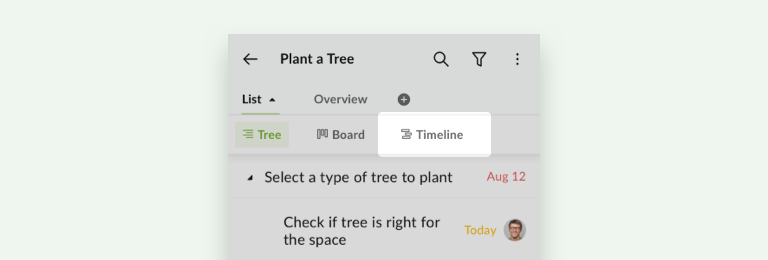 Plant a Tree
List Overview
Tree Board Timeline
Select a type of tree to plant Aug 12
Check if tree is right for
the space
Today